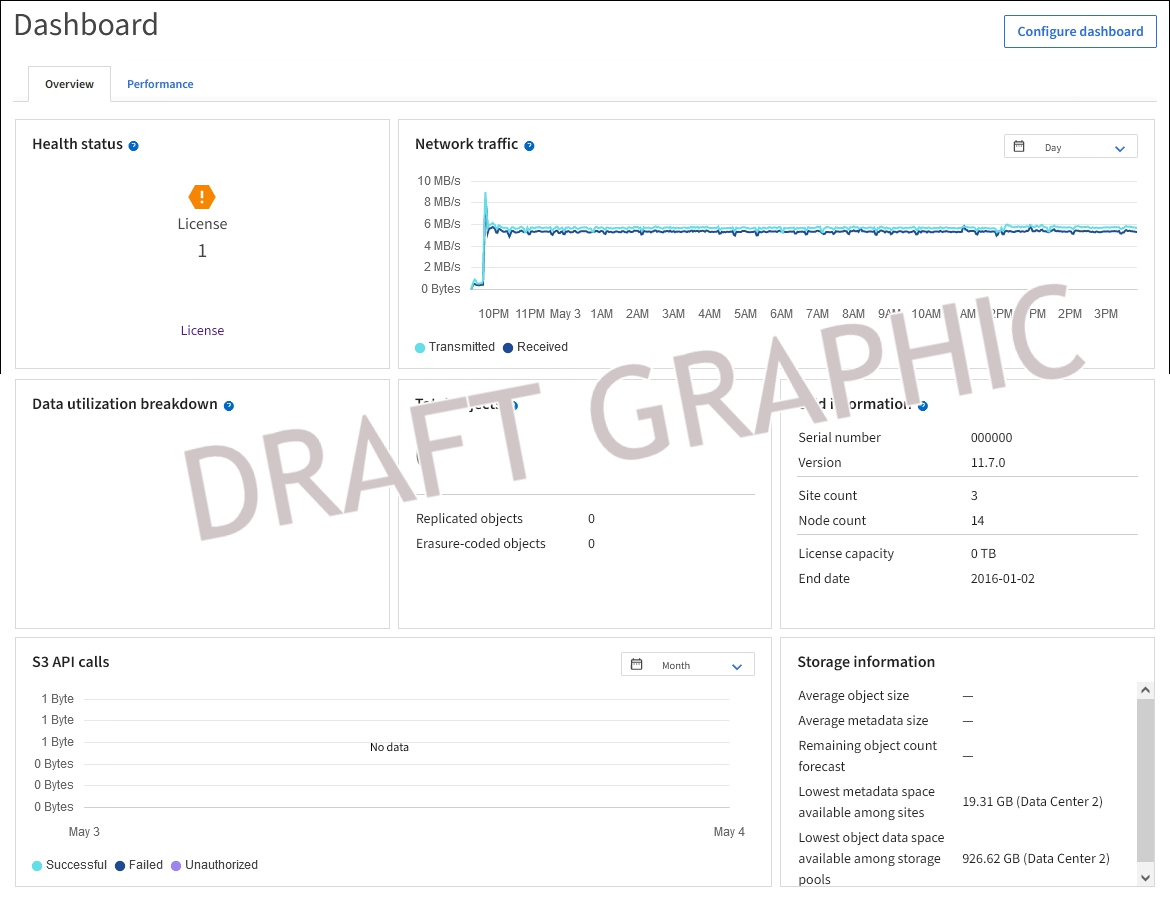 Dashboard
Configure dashboard
Overview
Performance
Health status
License
1
License
Network traffic
Day
10 MB/s
8 MB/s
6 MB/s
4 MB/s
2 MB/s
0 Bytes
10PM 11PM May 3 1AM 2AM 3AM 4AM 5AM 6AM 7AM 8AM 9AM 10AM AM PM PM 2PM 3PM
Transmitted Received
DRAFT GRAPHIC
Data utilization breakdown
Replicated objects 0
Erasure-coded objects 0
information
Serial number 000000
Version 11.7.0
Site count 3
Node count 14
License capacity 0 TB
End date 2016-01-02
S3 API calls
Month
1 Byte
1 Byte
1 Byte
0 Bytes
0 Bytes
0 Bytes
No data
May 3 May 4
Successful Failed Unauthorized
Storage information
Average object size —
Average metadata size —
Remaining object count
forecast —
Lowest metadata space
available among sites 19.31 GB (Data Center 2)
Lowest object data space
available among storage 926.62 GB (Data Center 2)
pools